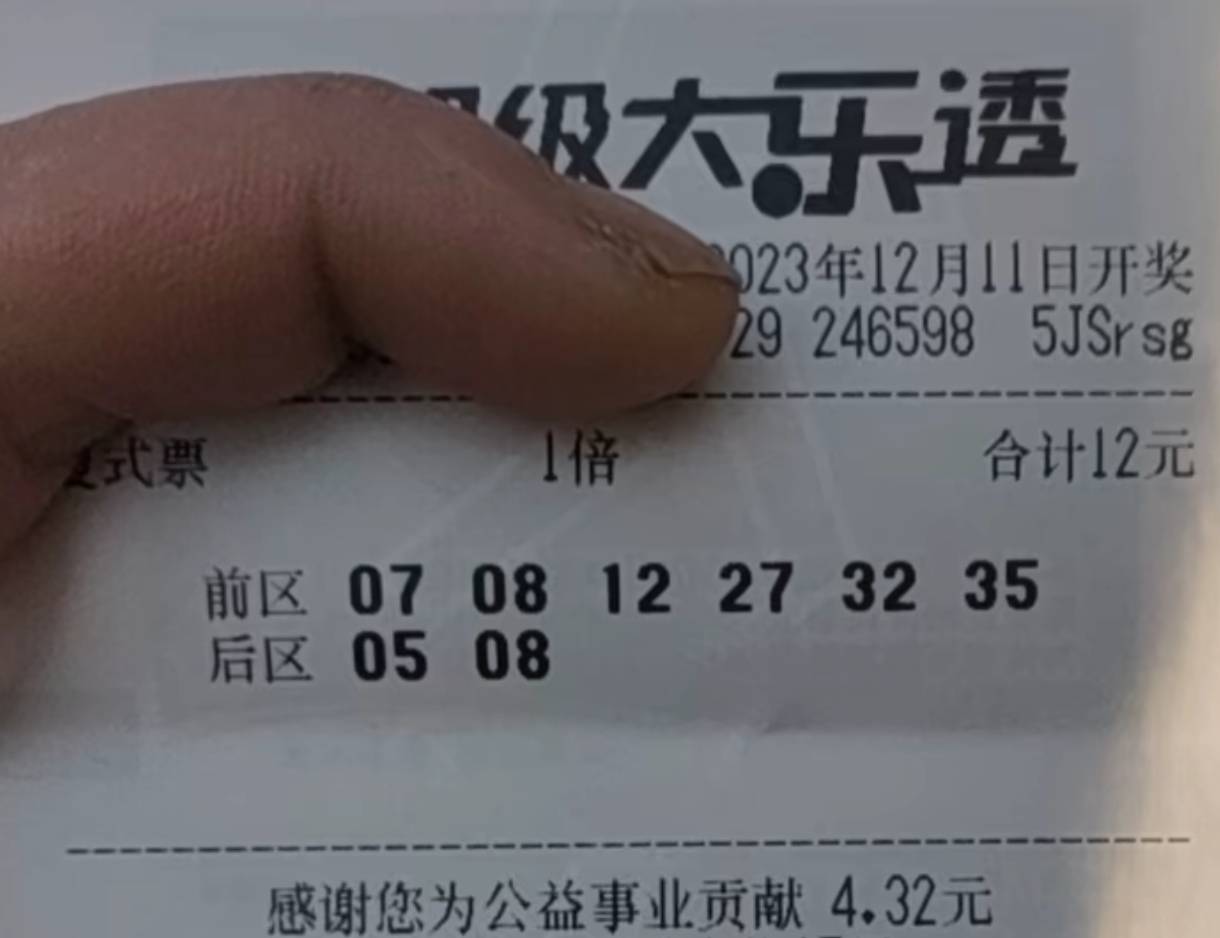 级大乐透
023年12月11日开奖
29 246598 5JSrsg
式票 1倍 合计12元
前区 07 08 12 27 32 35
后区 05 08
感谢您为公益事业贡献 4.32元